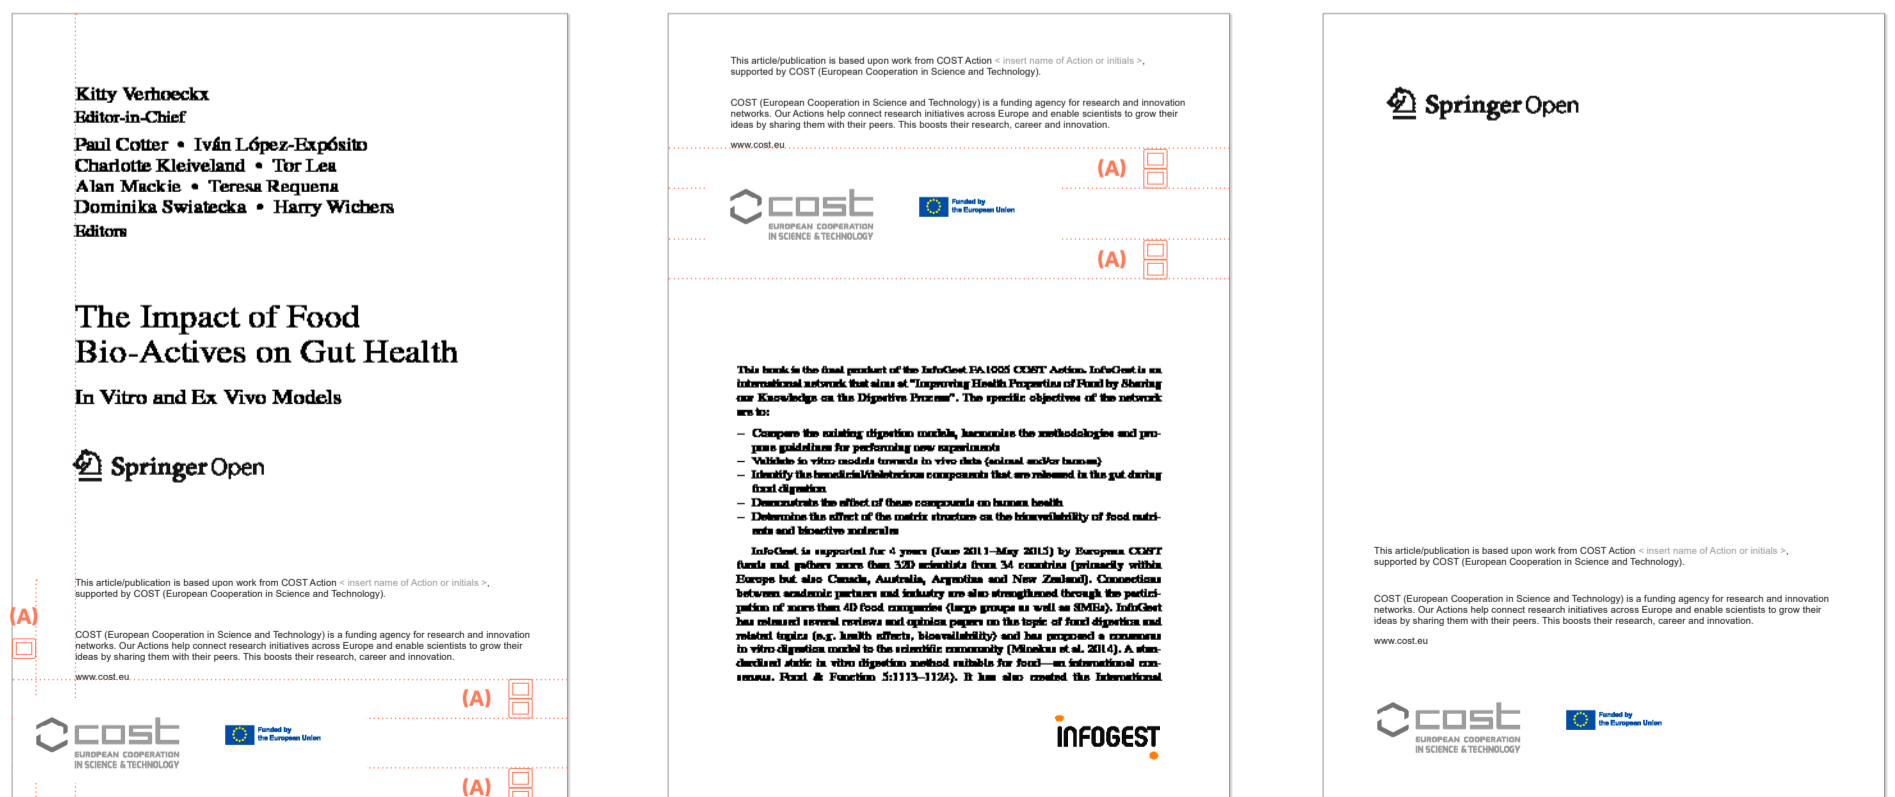 Kitty Verhoeckx
Editor-in-Chief
Paul Cotter • Iván López-Expósito
Charlotte Kleiveland • Tor Lea
Alan Mackie • Teresa Requena
Dominika Swiatecka • Harry Wichers
Editors
The Impact of Food
Bio-Actives on Gut Health
In Vitro and Ex Vivo Models
Springer Open
This article/publication is based upon work from COST Action < insert name of Action or initials >,
supported by COST (European Cooperation in Science and Technology).
(A)
COST (European Cooperation in Science and Technology) is a funding agency for research and innovation
networks. Our Actions help connect research initiatives across Europe and enable scientists to grow their
ideas by sharing them with their peers. This boosts their research, career and innovation.
www.cost.eu
(A)
cost
EUROPEAN COOPERATION
IN SCIENCE & TECHNOLOGY
Funded by
the European Union
(A)
This article/publication is based upon work from COST Action < insert name of Action or initials >,
supported by COST (European Cooperation in Science and Technology).
COST (European Cooperation in Science and Technology) is a funding agency for research and innovation
networks. Our Actions help connect research initiatives across Europe and enable scientists to grow their
ideas by sharing them with their peers. This boosts their research, career and innovation.
www.cost.eu
(A)
cost
EUROPEAN COOPERATION
IN SCIENCE & TECHNOLOGY
Funded by
the European Union
(A)
This book is the final product of the InfoGest FA1005 COST Action. InfoGest is an
international network that aims at "Improving Health Properties of Food by Sharing
our Knowledge on the Digestive Process". The specific objectives of the network
are to:
– Compare the existing digestion models, harmonise the methodologies and pro-
pose guidelines for performing new experiments
– Validate in vitro models towards in vivo data (animal and/or human)
– Identify the beneficial/deleterious components that are released in the gut during
food digestion
– Demonstrate the effect of these compounds on human health
– Determine the effect of the matrix structure on the bioavailability of food nutri-
ents and bioactive molecules
InfoGest is supported for 4 years (June 2011–May 2015) by European COST
funds and gathers more than 320 scientists from 34 countries (primarily within
Europe but also Canada, Australia, Argentina and New Zealand). Connections
between academic partners and industry are also strengthened through the partici-
pation of more than 40 food companies (large groups as well as SMEs). InfoGest
has released several reviews and opinion papers on the topic of food digestion and
related topics (e.g. health effects, bioavailability) and has proposed a consensus
in vitro digestion model to the scientific community (Minekus et al. 2014). A stan-
dardised static in vitro digestion method suitable for food—an international con-
sensus. Food & Function 5:1113–1124). It has also created the International
INFOGEST
Springer Open
This article/publication is based upon work from COST Action < insert name of Action or initials >,
supported by COST (European Cooperation in Science and Technology).
COST (European Cooperation in Science and Technology) is a funding agency for research and innovation
networks. Our Actions help connect research initiatives across Europe and enable scientists to grow their
ideas by sharing them with their peers. This boosts their research, career and innovation.
www.cost.eu
cost
EUROPEAN COOPERATION
IN SCIENCE & TECHNOLOGY
Funded by
the European Union